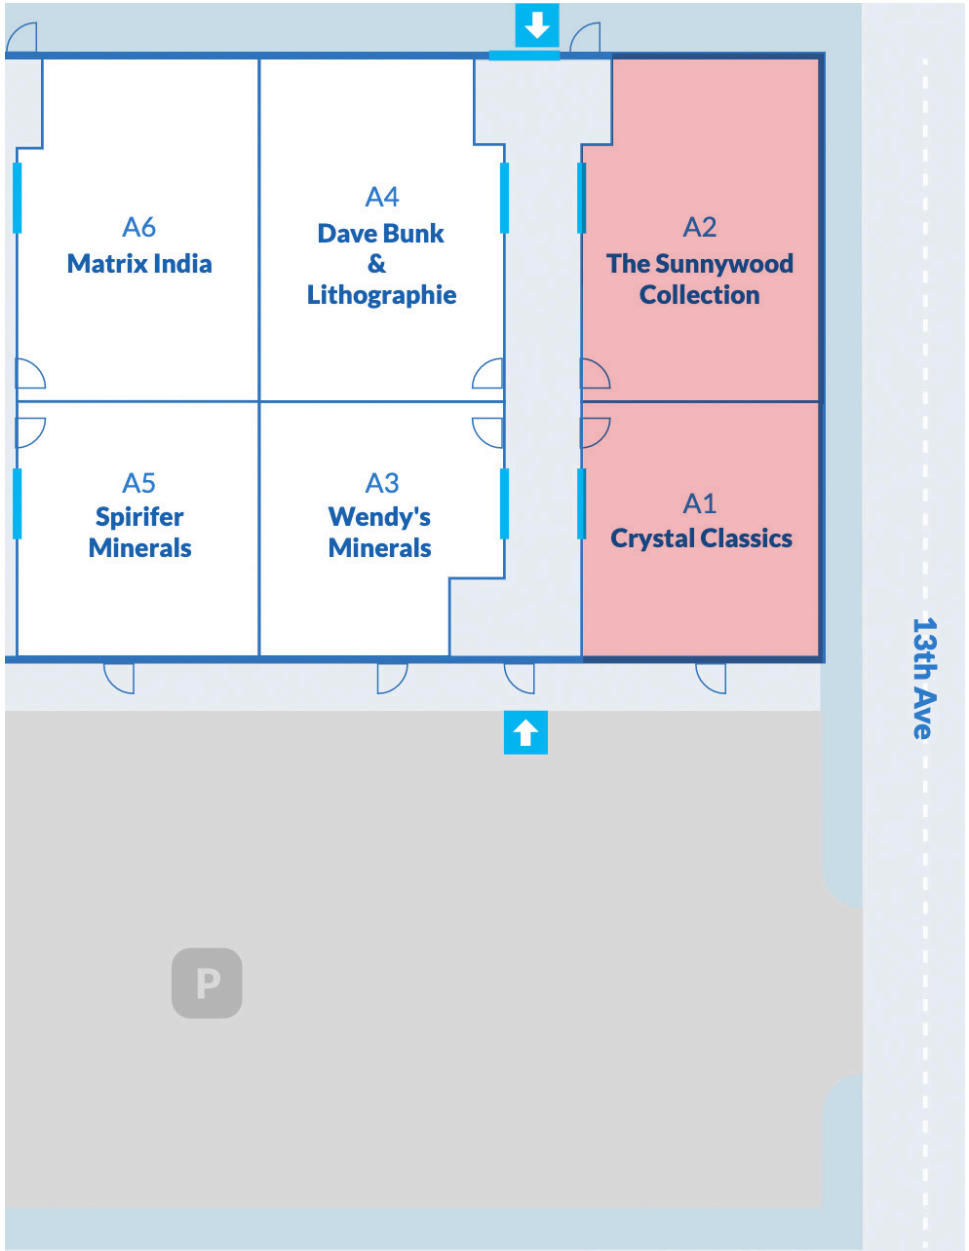 A6
Matrix India
A4
Dave Bunk
&
Lithographie
A2
The Sunnywood
Collection
A5
Spirifer
Minerals
A3
Wendy's
Minerals
A1
Crystal Classics
13th Ave
P